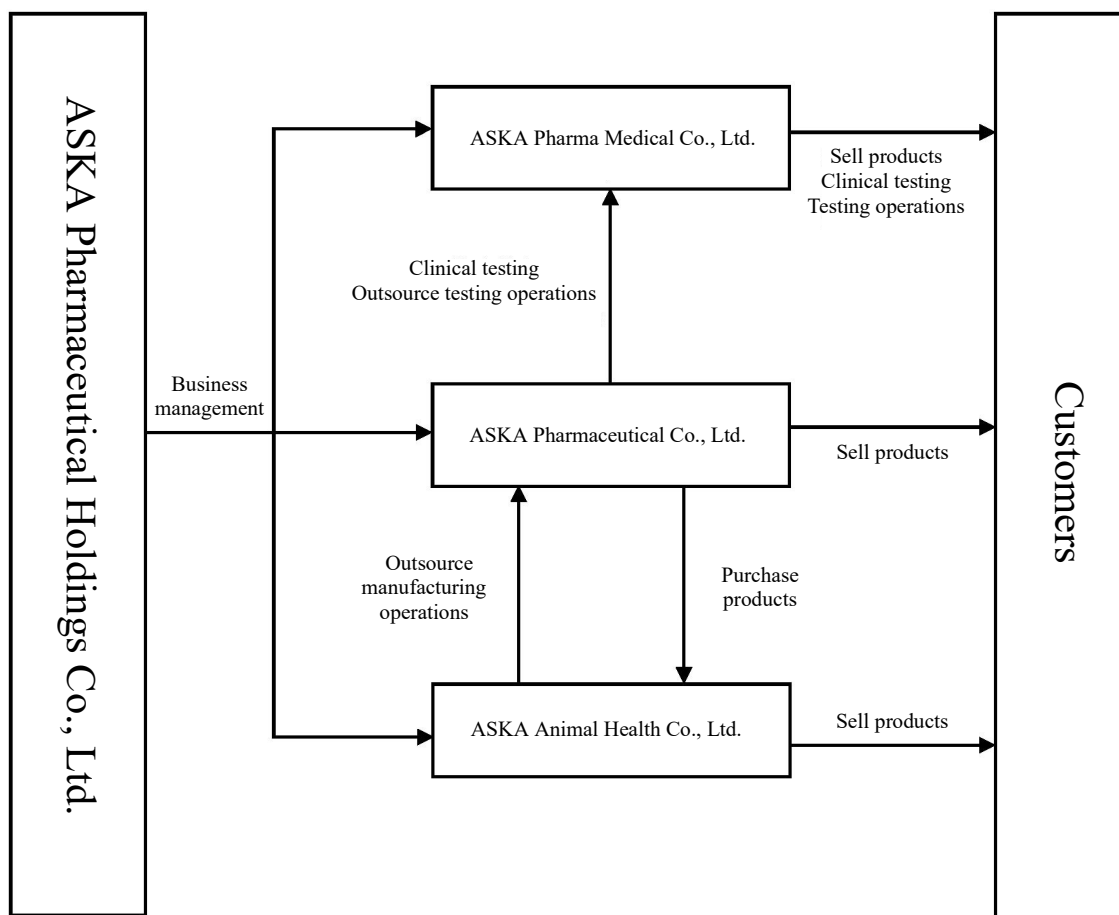 ASKA Pharmaceutical Holdings Co., Ltd.
Business
management
ASKA Pharma Medical Co., Ltd.
Sell products
Clinical testing
Testing operations
Clinical testing
Outsource testing operations
ASKA Pharmaceutical Co., Ltd.
Sell products
Outsource
manufacturing
operations
Purchase
products
ASKA Animal Health Co., Ltd.
Sell products
Customers